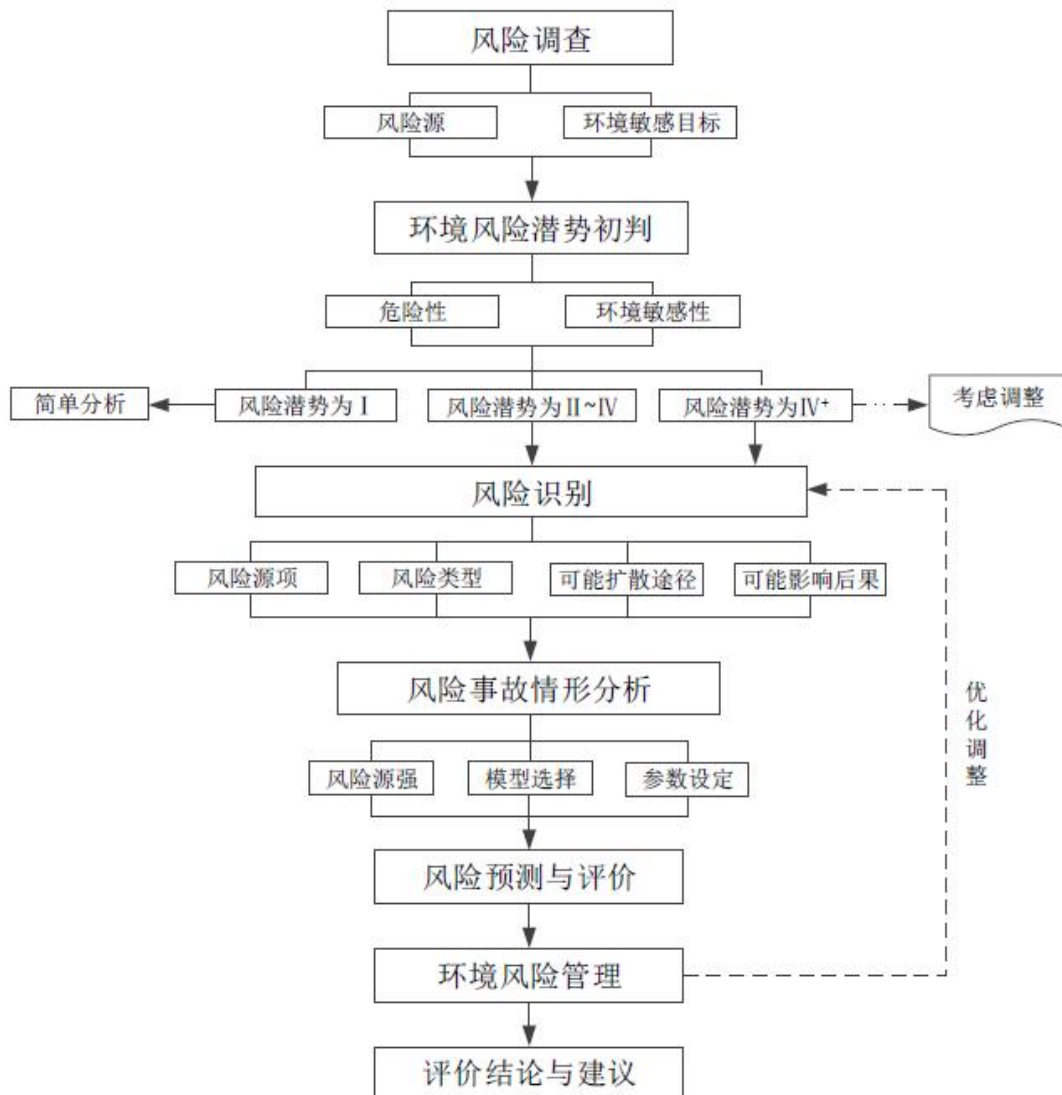 风险调查
风险源
环境敏感目标
环境风险潜势初判
危险性
环境敏感性
简单分析
风险潜势为Ⅰ
风险潜势为Ⅱ~Ⅳ
风险潜势为Ⅳ⁺
考虑调整
风险识别
风险源项
风险类型
可能扩散途径
可能影响后果
风险事故情形分析
风险源强
模型选择
参数设定
优化调整
风险预测与评价
环境风险管理
评价结论与建议